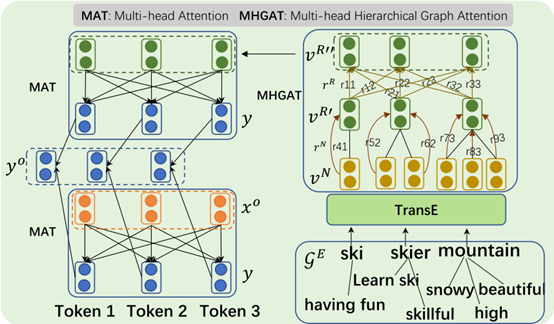 MAT: Multi-head Attention MHGAT: Multi-head Hierarchical Graph Attention
MAT
y
y^o
MAT
x^o
y
Token 1 Token 2 Token 3
MHGAT
v^{R''}
r^R r11 r12 r21 r22 r23 r32 r33
v^{R'}
r^N r41 r52 r62 r73 r83 r93
v^N
TransE
𝒢^E ski skier mountain
Learn ski
having fun
snowy beautiful
skillful high